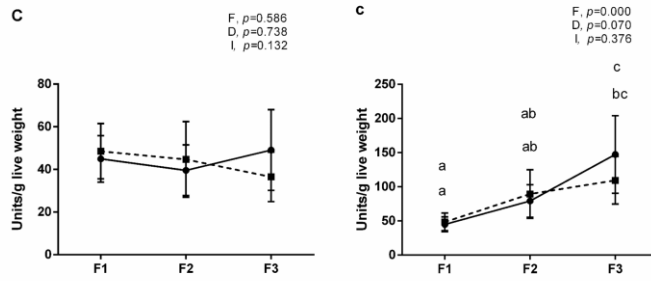 C
F, p=0.586
D, p=0.738
I, p=0.132
Units/g live weight
80
60
40
20
0
F1 F2 F3
c
F, p=0.000
D, p=0.070
I, p=0.376
Units/g live weight
250
200
150
100
50
0
a
a
ab
ab
c
bc
F1 F2 F3